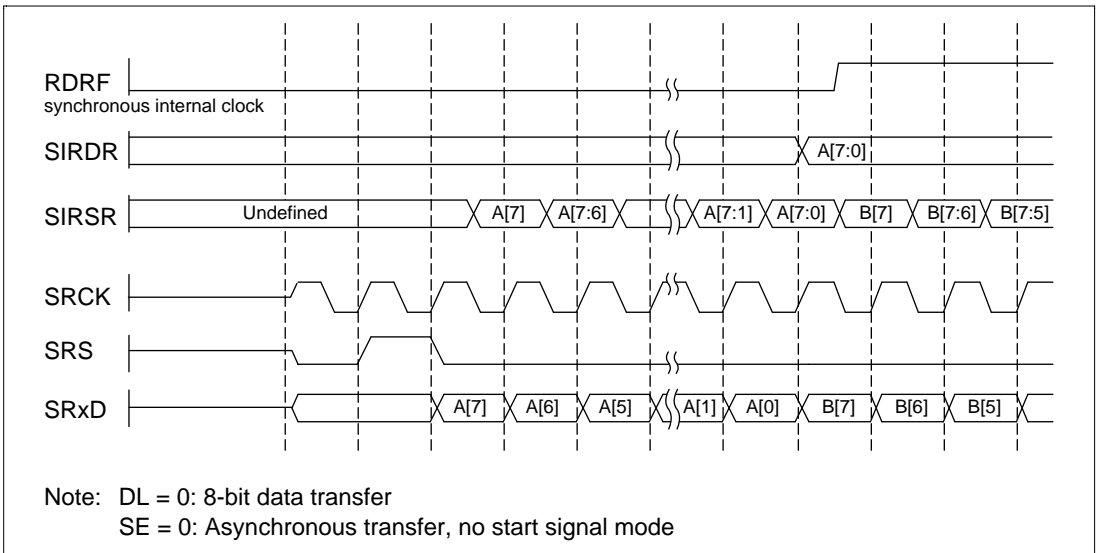 RDRF
synchronous internal clock
SIRDR A[7:0]
SIRSR Undefined A[7] A[7:6] A[7:1] A[7:0] B[7] B[7:6] B[7:5]
SRCK
SRS
SRxD A[7] A[6] A[5] A[1] A[0] B[7] B[6] B[5]
Note: DL = 0: 8-bit data transfer
SE = 0: Asynchronous transfer, no start signal mode